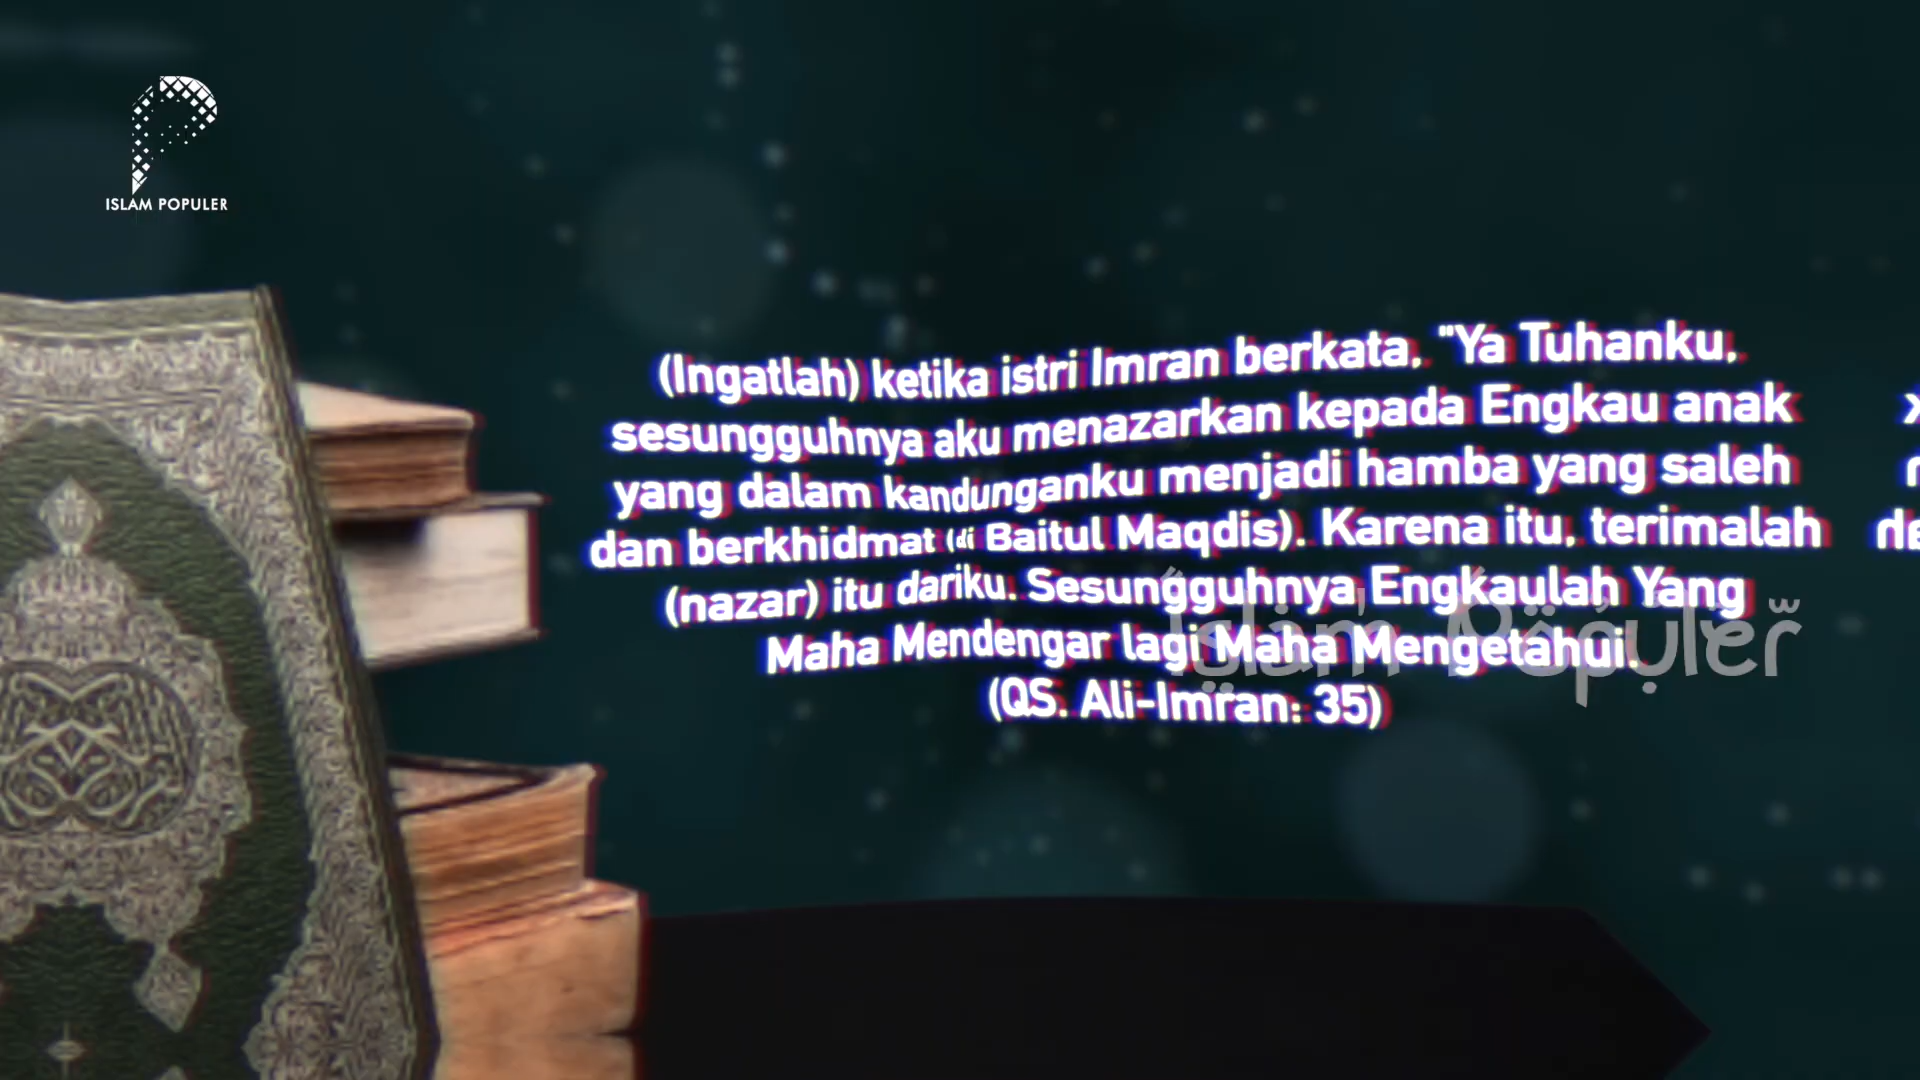 ISLAM POPULER
(Ingatlah) ketika istri Imran berkata, "Ya Tuhanku,
sesungguhnya aku menazarkan kepada Engkau anak
yang dalam kandunganku menjadi hamba yang saleh
dan berkhidmat (di Baitul Maqdis). Karena itu, terimalah
(nazar) itu dariku. Sesungguhnya Engkaulah Yang
Maha Mendengar lagi Maha Mengetahui.
(QS. Ali-Imran: 35)
Islam Populer